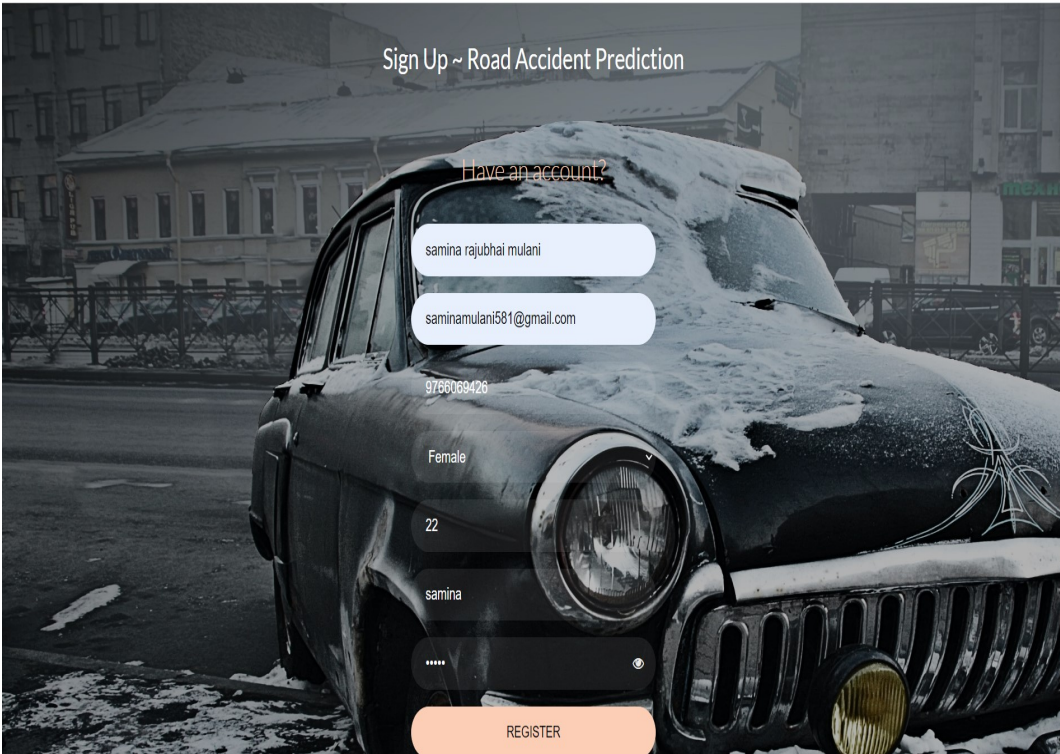 Sign Up ~ Road Accident Prediction
Have an account?
samina rajubhai mulani
saminamulani581@gmail.com
9766069426
Female
22
samina
•••••
REGISTER